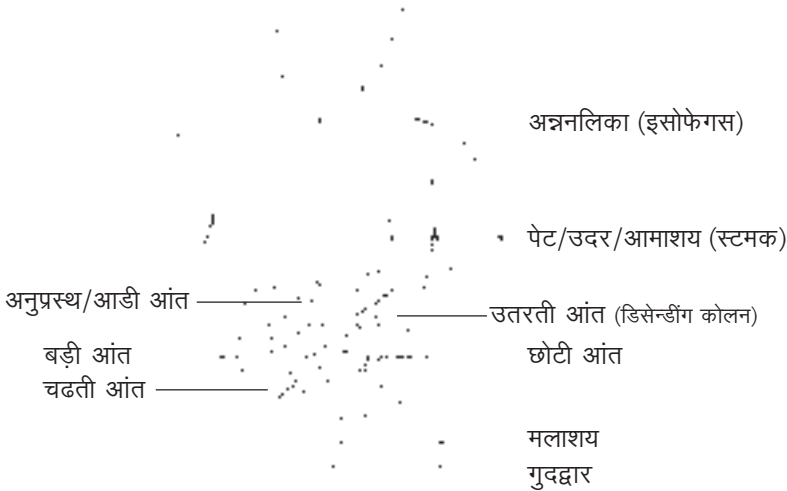 अन्ननलिका (इसोफेगस)
पेट/उदर/आमाशय (स्टमक)
अनुप्रस्थ/आडी आंत
उतरती आंत (डिसेन्डींग कोलन)
बड़ी आंत
छोटी आंत
चढती आंत
मलाशय
गुदद्वार